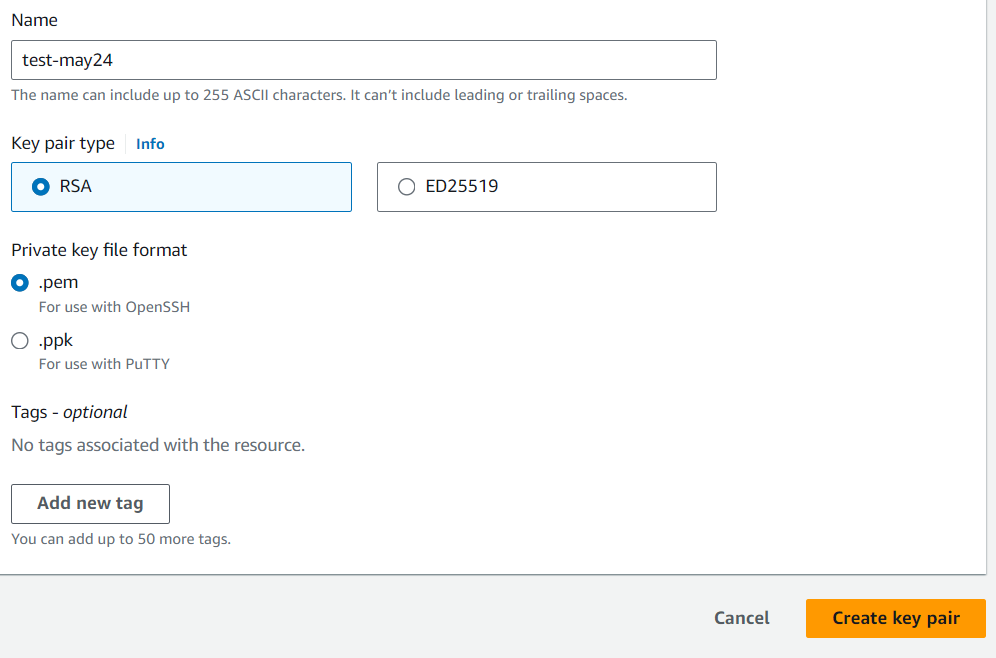 Name
test-may24
The name can include up to 255 ASCII characters. It can't include leading or trailing spaces.
Key pair type Info
RSA ED25519
Private key file format
.pem
For use with OpenSSH
.ppk
For use with PuTTY
Tags - optional
No tags associated with the resource.
Add new tag
You can add up to 50 more tags.
Cancel Create key pair